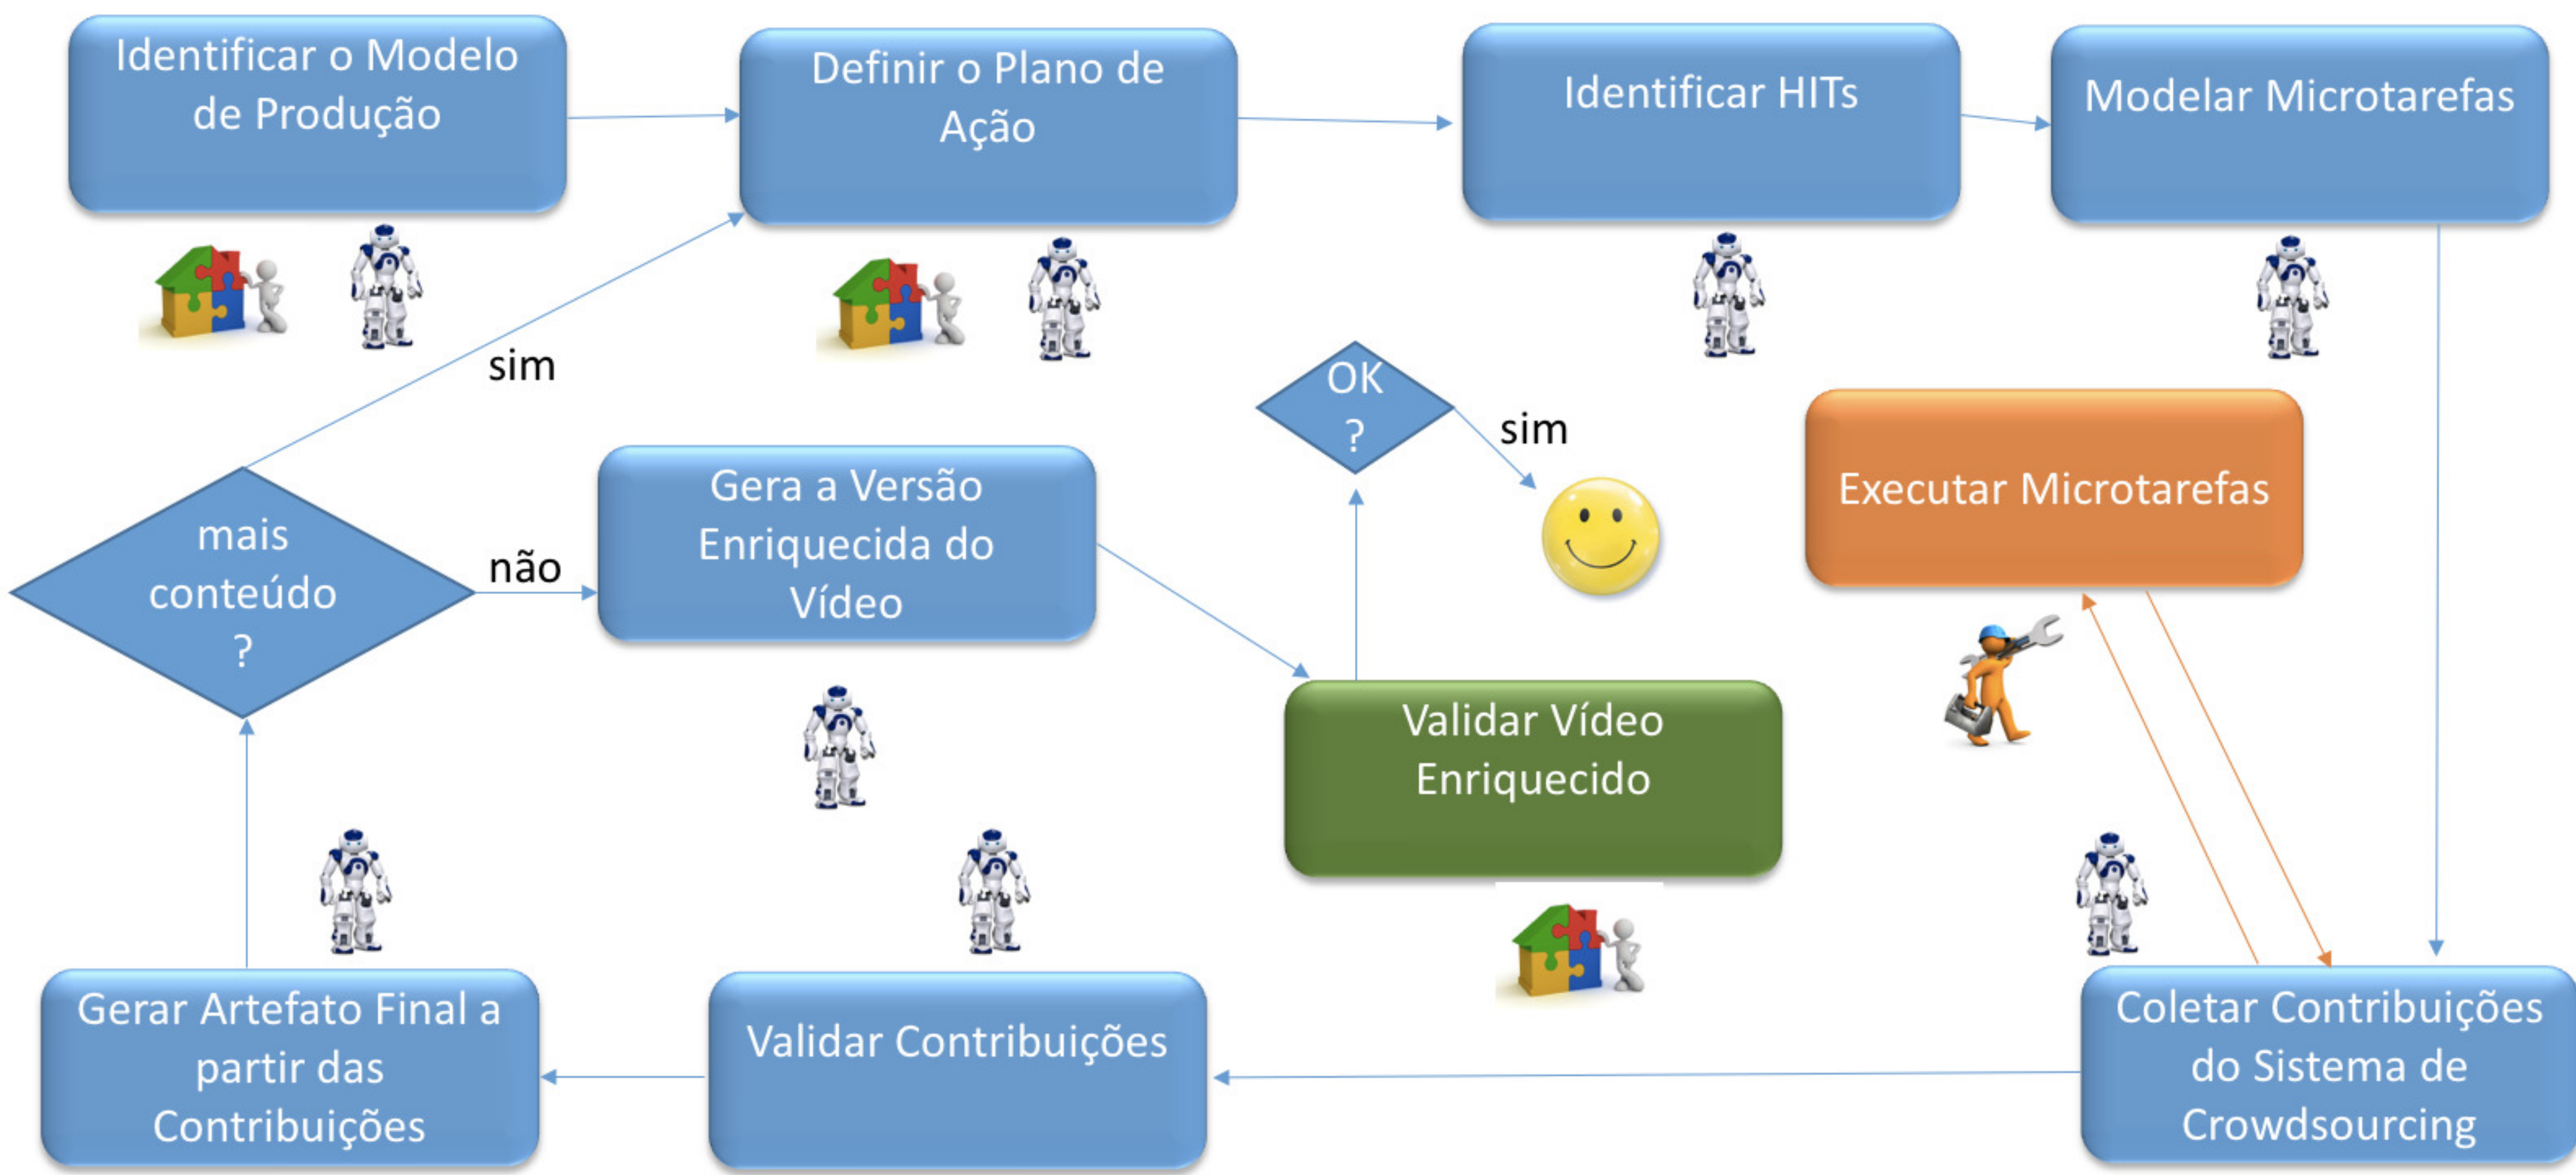 Identificar o Modelo
de Produção
Definir o Plano de
Ação
Identificar HITs
Modelar Microtarefas
sim
OK
?
sim
Executar Microtarefas
mais
conteúdo
?
não
Gera a Versão
Enriquecida do
Vídeo
Validar Vídeo
Enriquecido
Gerar Artefato Final a
partir das
Contribuições
Validar Contribuições
Coletar Contribuições
do Sistema de
Crowdsourcing